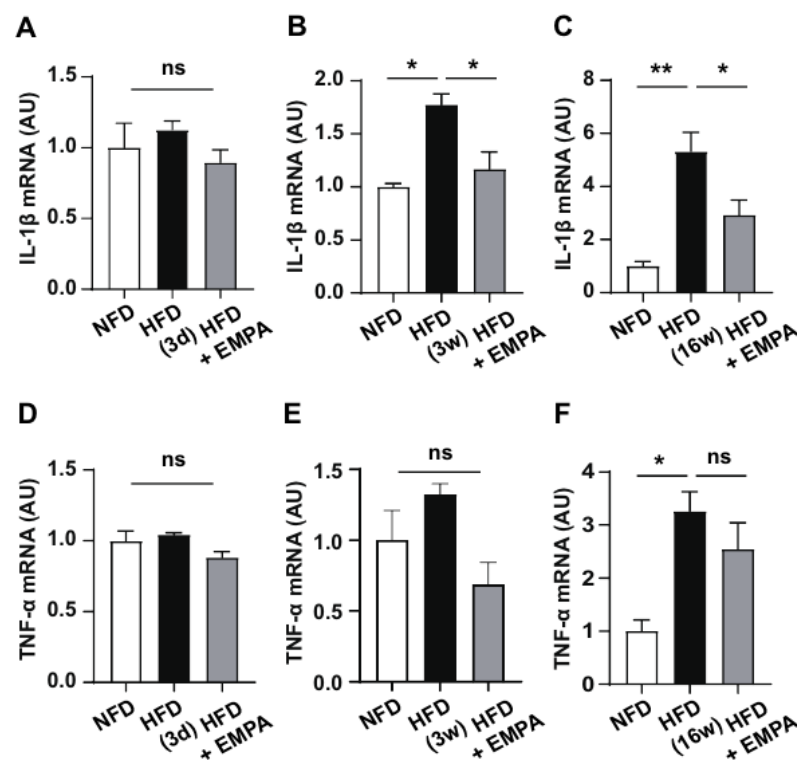 A
ns
1.5
1.0
0.5
0.0
IL-1β mRNA (AU)
NFD
HFD
(3d) HFD
+ EMPA
B
* *
2.0
1.5
1.0
0.5
0.0
IL-1β mRNA (AU)
NFD
HFD
(3w) HFD
+ EMPA
C
** *
8
6
4
2
0
IL-1β mRNA (AU)
NFD
HFD
(16w) HFD
+ EMPA
D
ns
1.5
1.0
0.5
0.0
TNF-α mRNA (AU)
NFD
HFD
(3d) HFD
+ EMPA
E
ns
1.5
1.0
0.5
0.0
TNF-α mRNA (AU)
NFD
HFD
(3w) HFD
+ EMPA
F
* ns
4
3
2
1
0
TNF-α mRNA (AU)
NFD
HFD
(16w) HFD
+ EMPA